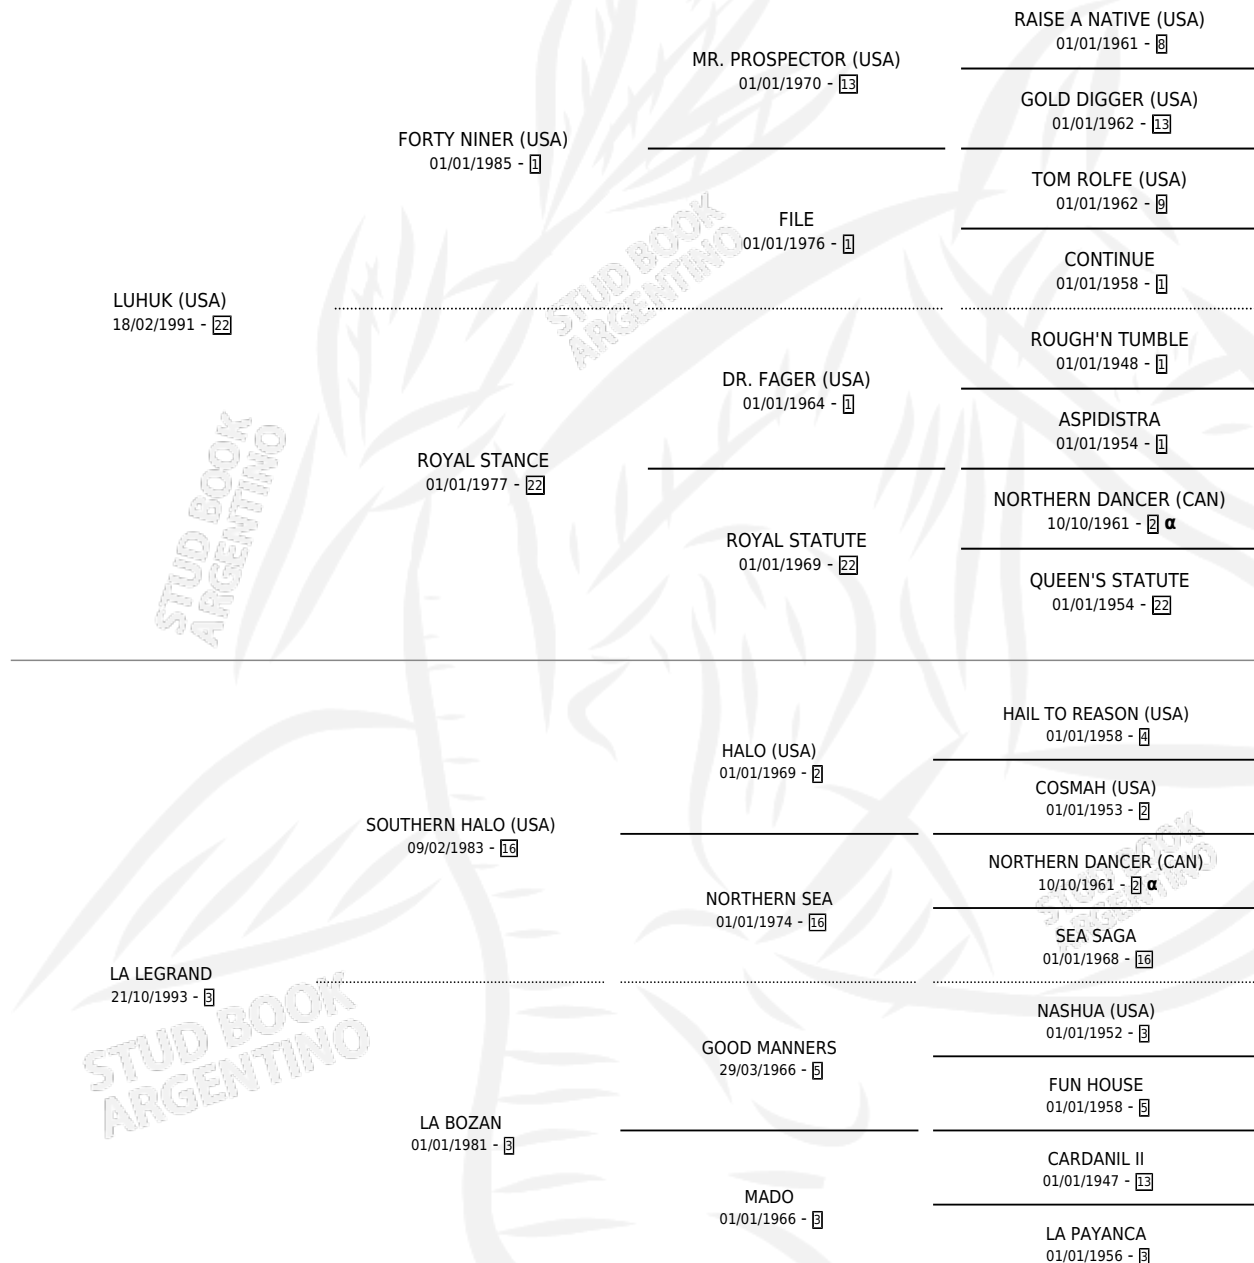 RAISE A NATIVE (USA)
01/01/1961 - 8
MR. PROSPECTOR (USA)
01/01/1970 - 13
GOLD DIGGER (USA)
01/01/1962 - 13
FORTY NINER (USA)
01/01/1985 - 1
TOM ROLFE (USA)
01/01/1962 - 9
FILE
01/01/1976 - 1
CONTINUE
01/01/1958 - 1
LUHUK (USA)
18/02/1991 - 22
ROUGH'N TUMBLE
01/01/1948 - 1
DR. FAGER (USA)
01/01/1964 - 1
ASPIDISTRA
01/01/1954 - 1
ROYAL STANCE
01/01/1977 - 22
NORTHERN DANCER (CAN)
10/10/1961 - 2 α
ROYAL STATUTE
01/01/1969 - 22
QUEEN'S STATUTE
01/01/1954 - 22
HAIL TO REASON (USA)
01/01/1958 - 4
HALO (USA)
01/01/1969 - 2
COSMAH (USA)
01/01/1953 - 2
SOUTHERN HALO (USA)
09/02/1983 - 16
NORTHERN DANCER (CAN)
10/10/1961 - 2 α
NORTHERN SEA
01/01/1974 - 16
SEA SAGA
01/01/1968 - 16
LA LEGRAND
21/10/1993 - 3
NASHUA (USA)
01/01/1952 - 3
GOOD MANNERS
29/03/1966 - 5
FUN HOUSE
01/01/1958 - 5
LA BOZAN
01/01/1981 - 3
CARDANIL II
01/01/1947 - 13
MADO
01/01/1966 - 3
LA PAYANCA
01/01/1956 - 3
STUD BOOK
ARGENTINO
STUD BOOK
ARGENTINO
STUD BOOK
ARGENTINO
STUD BOOK
ARGENTINO